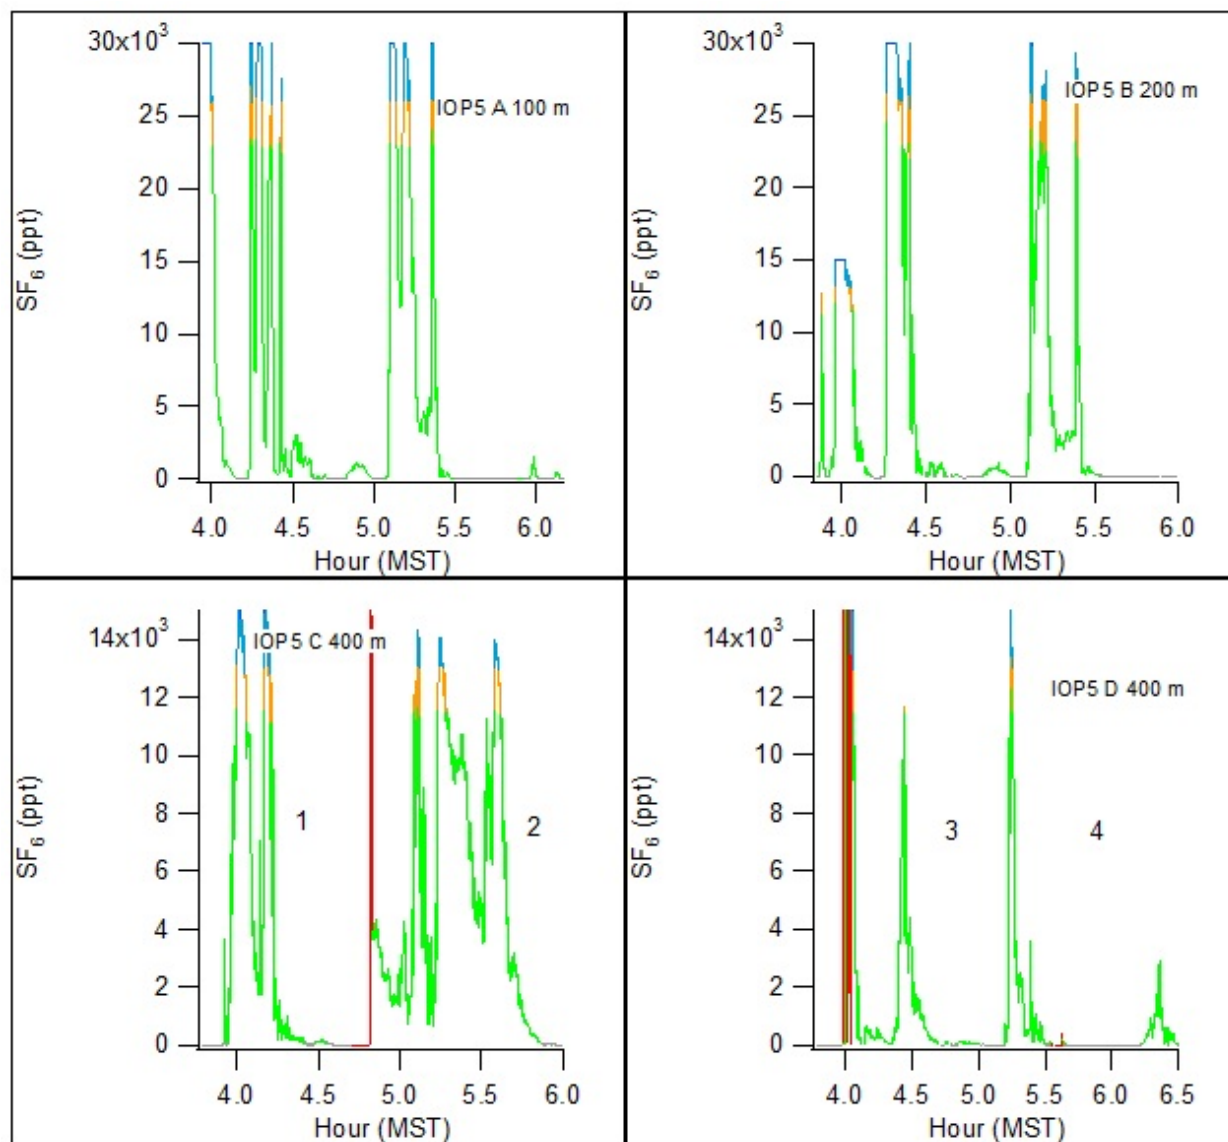 30x10³
25
20
15
10
5
0
SF₆ (ppt)
IOP5 A 100 m
4.0 4.5 5.0 5.5 6.0
Hour (MST)
30x10³
25
20
15
10
5
0
SF₆ (ppt)
IOP5 B 200 m
4.0 4.5 5.0 5.5 6.0
Hour (MST)
14x10³
12
10
8
6
4
2
0
SF₆ (ppt)
IOP5 C 400 m
1 2
4.0 4.5 5.0 5.5 6.0
Hour (MST)
14x10³
12
10
8
6
4
2
0
SF₆ (ppt)
IOP5 D 400 m
3 4
4.0 4.5 5.0 5.5 6.0 6.5
Hour (MST)